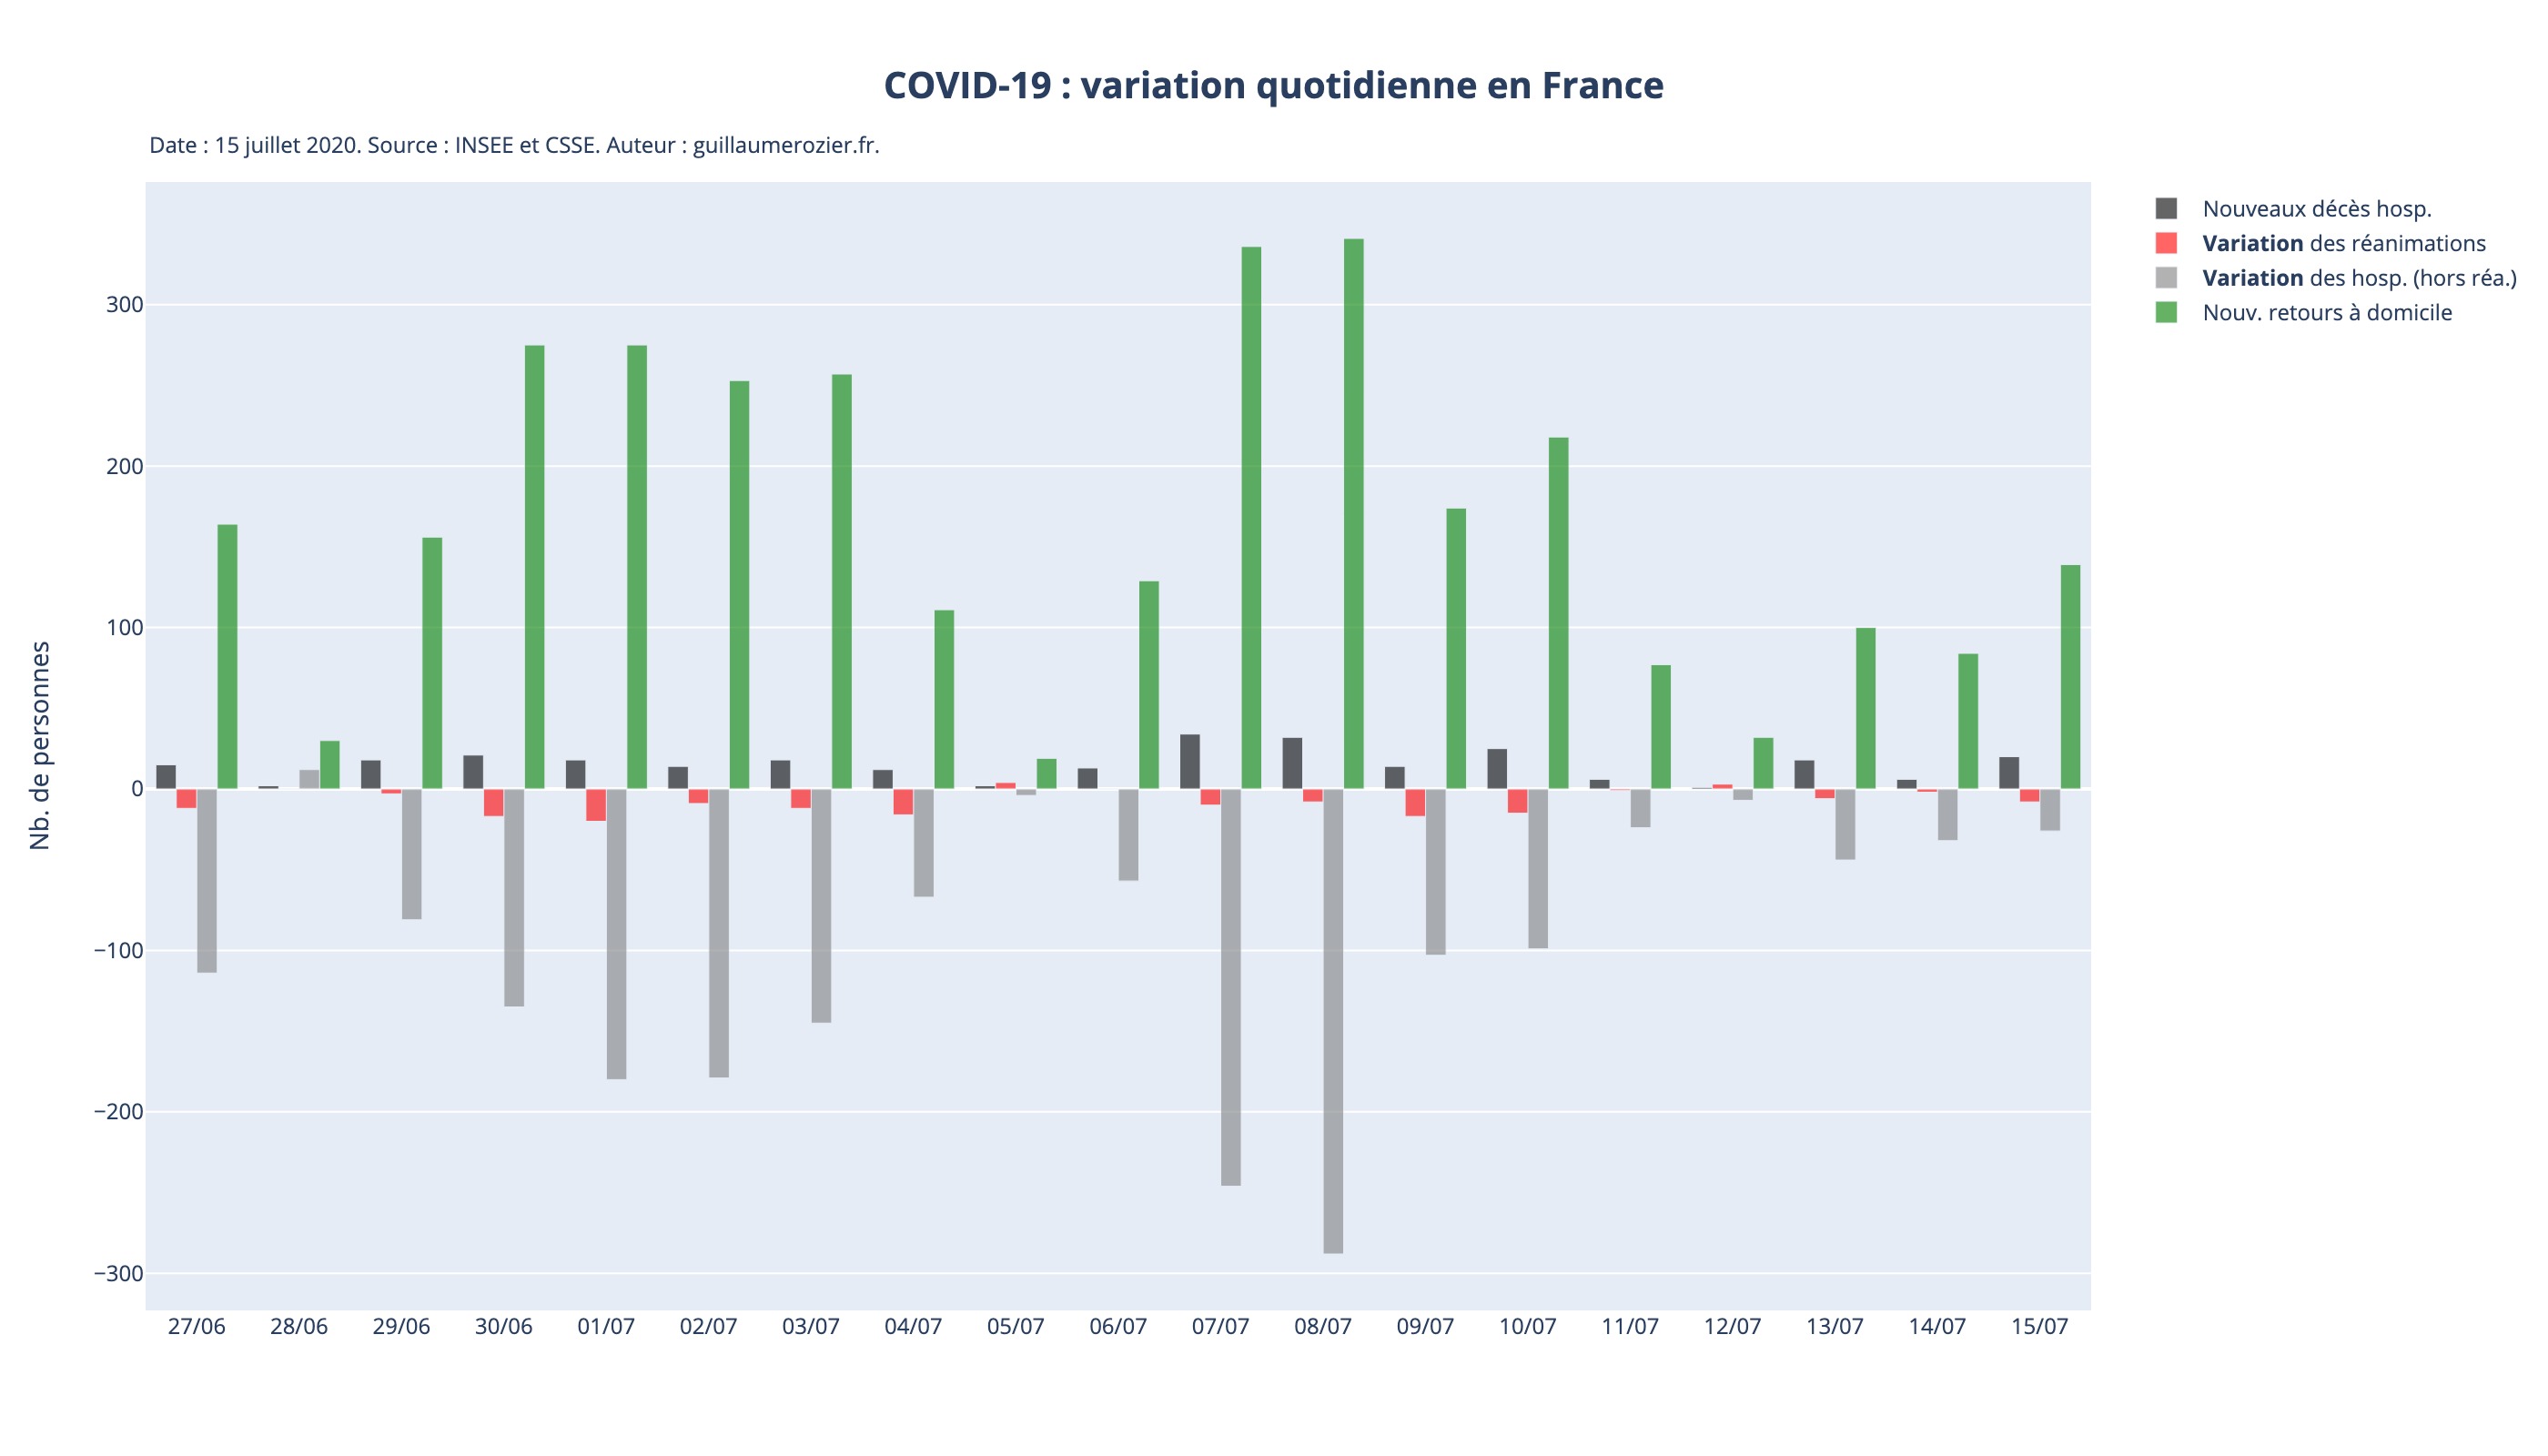 COVID-19 : variation quotidienne en France
Date : 15 juillet 2020. Source : INSEE et CSSE. Auteur : guillaumerozier.fr.
Nouveaux décès hosp.
Variation des réanimations
Variation des hosp. (hors réa.)
Nouv. retours à domicile
Nb. de personnes
300
200
100
0
−100
−200
−300
27/06 28/06 29/06 30/06 01/07 02/07 03/07 04/07 05/07 06/07 07/07 08/07 09/07 10/07 11/07 12/07 13/07 14/07 15/07